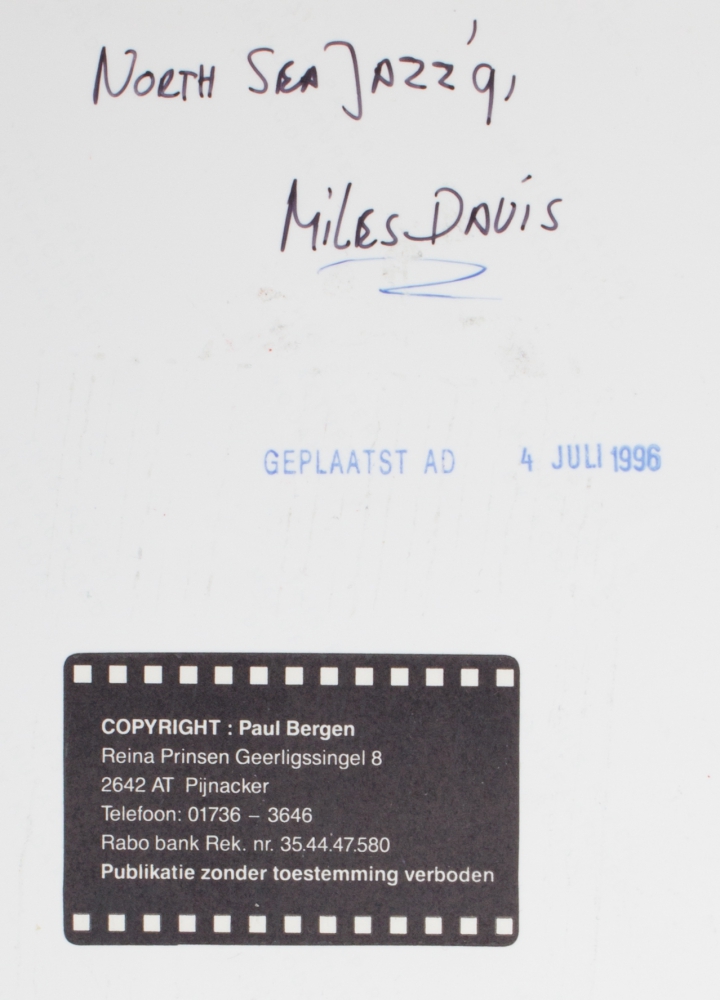 North Sea Jazz '91
Miles Davis
GEPLAATST AD 4 JULI 1996
COPYRIGHT : Paul Bergen
Reina Prinsen Geerligssingel 8
2642 AT Pijnacker
Telefoon: 01736 – 3646
Rabo bank Rek. nr. 35.44.47.580
Publikatie zonder toestemming verboden